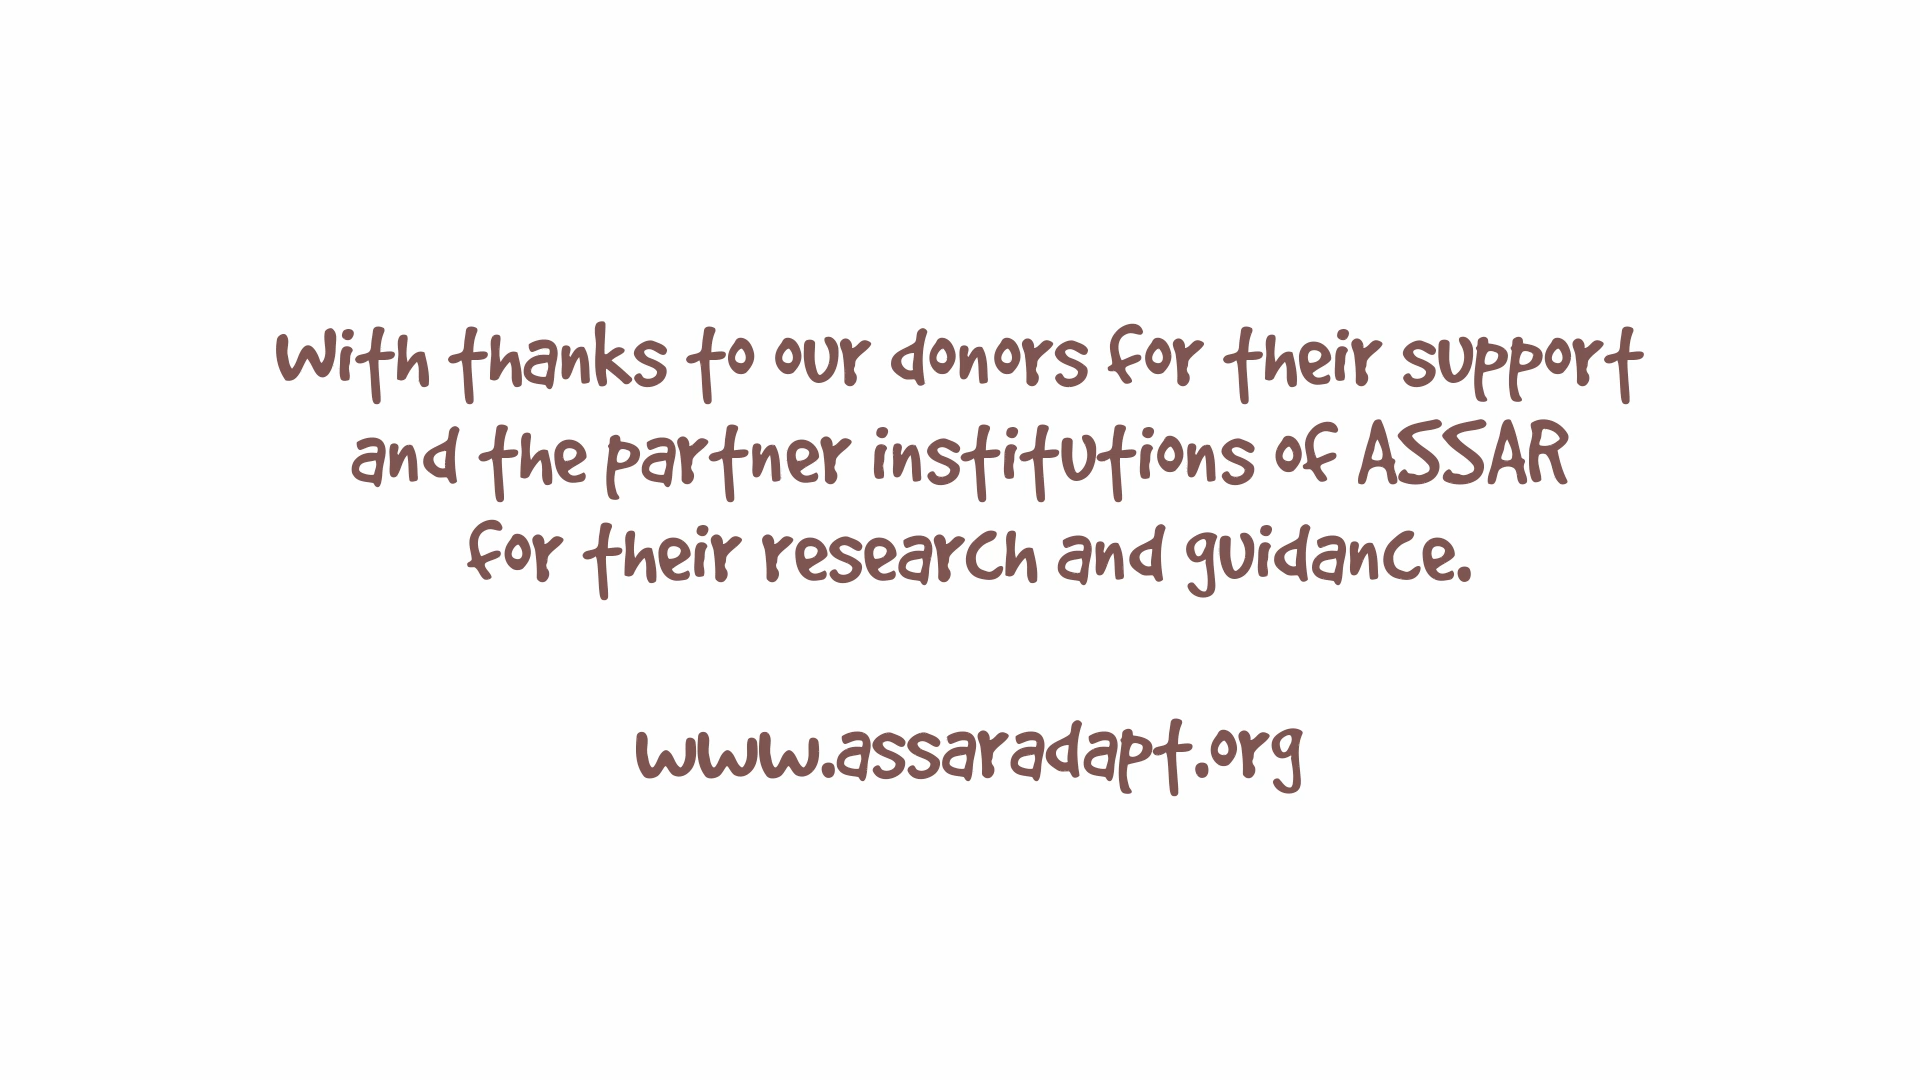 With thanks to our donors for their support
and the partner institutions of ASSAR
for their research and guidance.
www.assaradapt.org